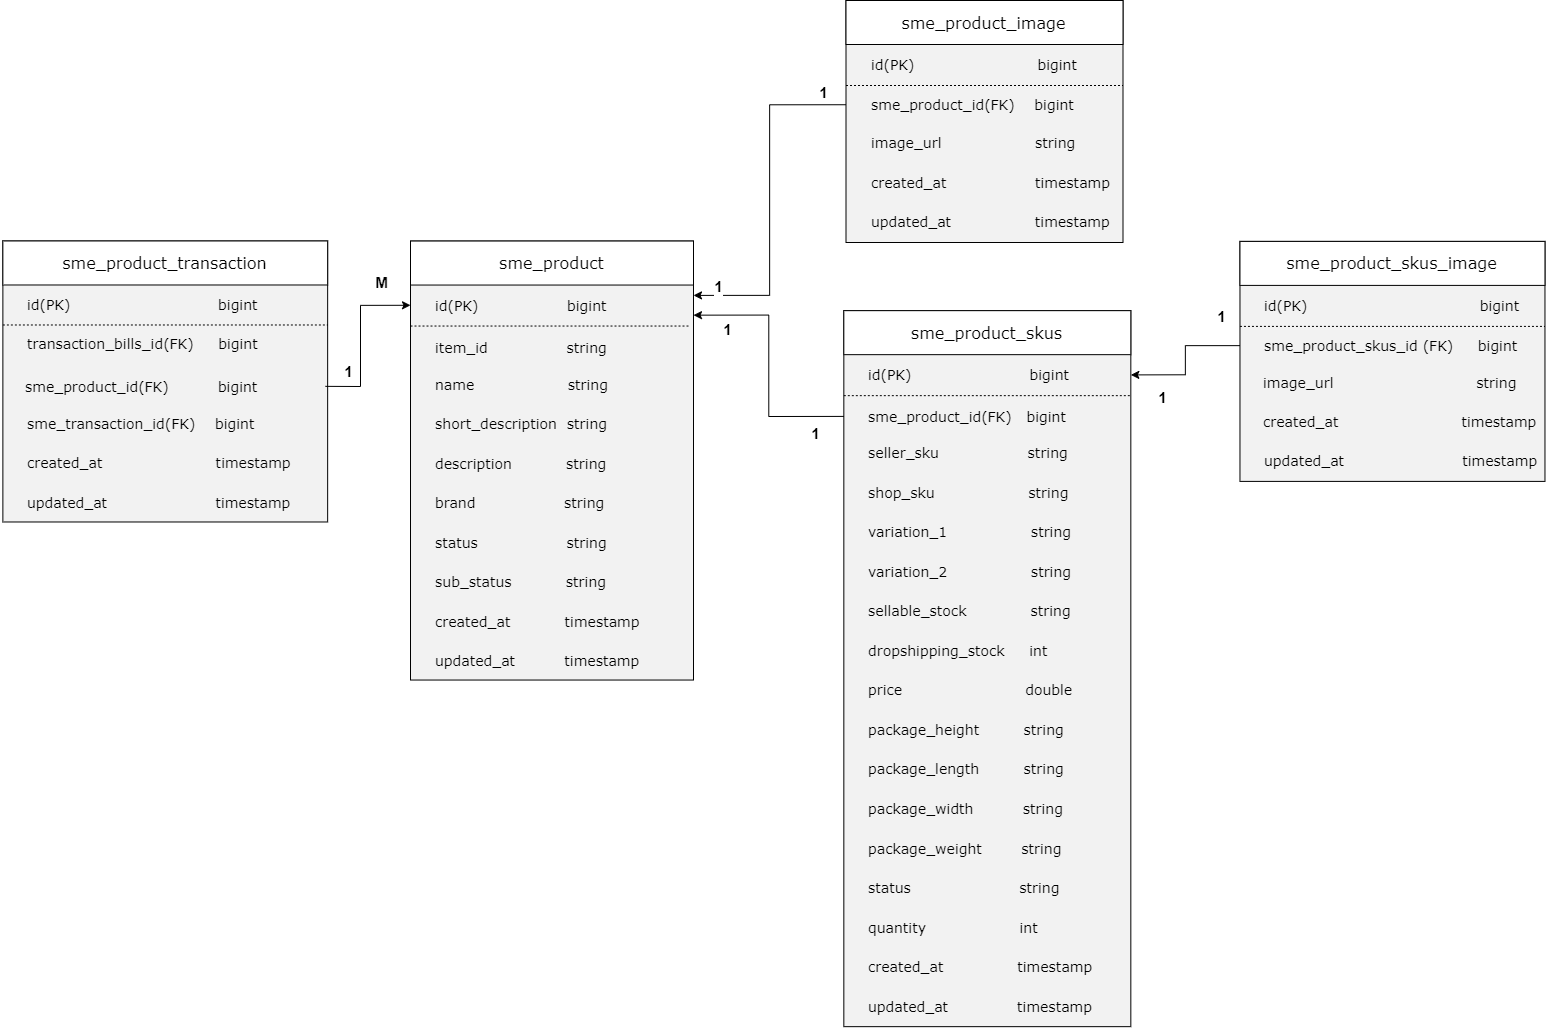 sme_product_image
id(PK) bigint
sme_product_id(FK) bigint
image_url string
created_at timestamp
updated_at timestamp
1
1
sme_product_transaction
id(PK) bigint
transaction_bills_id(FK) bigint
sme_product_id(FK) bigint
sme_transaction_id(FK) bigint
created_at timestamp
updated_at timestamp
M
1
sme_product
id(PK) bigint
item_id string
name string
short_description string
description string
brand string
status string
sub_status string
created_at timestamp
updated_at timestamp
1
1
sme_product_skus
id(PK) bigint
sme_product_id(FK) bigint
seller_sku string
shop_sku string
variation_1 string
variation_2 string
sellable_stock string
dropshipping_stock int
price double
package_height string
package_length string
package_width string
package_weight string
status string
quantity int
created_at timestamp
updated_at timestamp
1
1
sme_product_skus_image
id(PK) bigint
sme_product_skus_id (FK) bigint
image_url string
created_at timestamp
updated_at timestamp